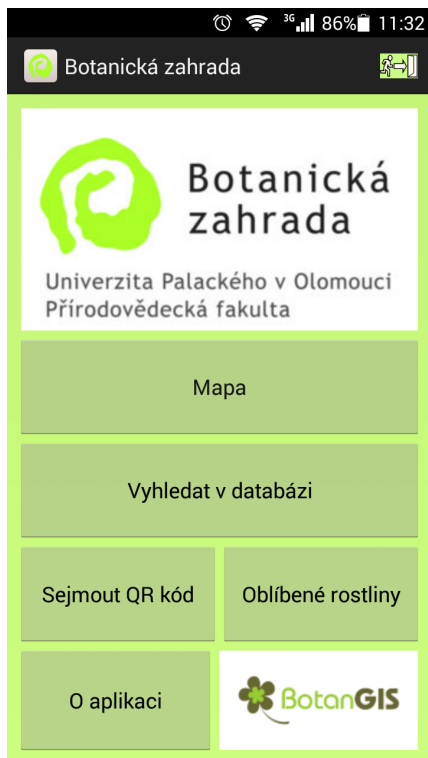 3G 86% 11:32
Botanická zahrada
Botanická
zahrada
Univerzita Palackého v Olomouci
Přírodovědecká fakulta
Mapa
Vyhledat v databázi
Sejmout QR kód
Oblíbené rostliny
O aplikaci
BotanGIS